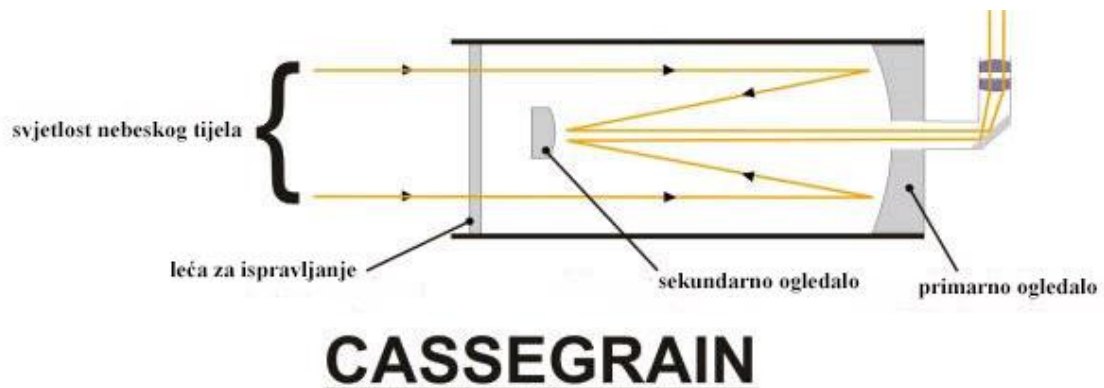 svjetlost nebeskog tijela
leća za ispravljanje
sekundarno ogledalo
primarno ogledalo
CASSEGRAIN